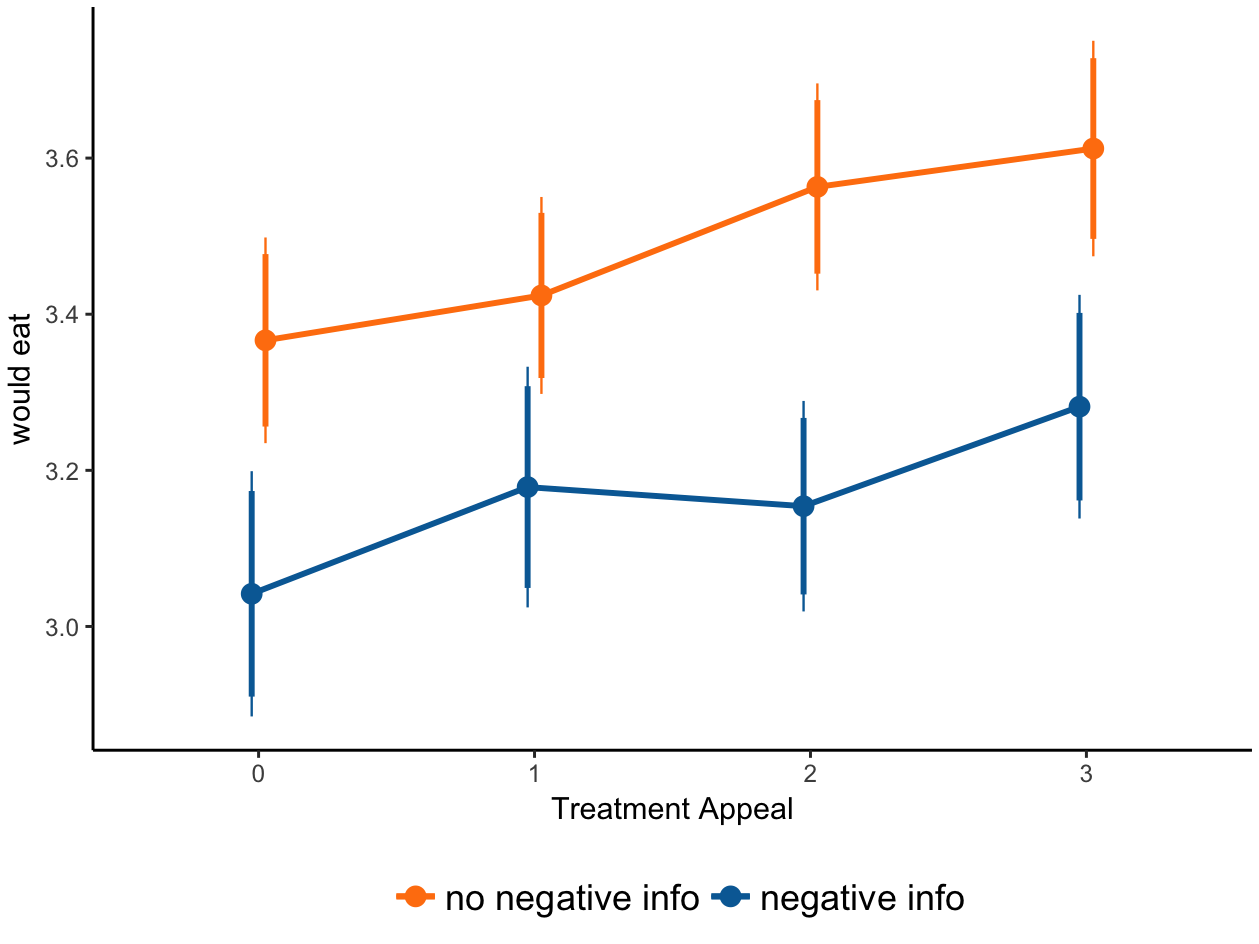 3.6
3.4
3.2
3.0
would eat
0 1 2 3
Treatment Appeal
no negative info negative info